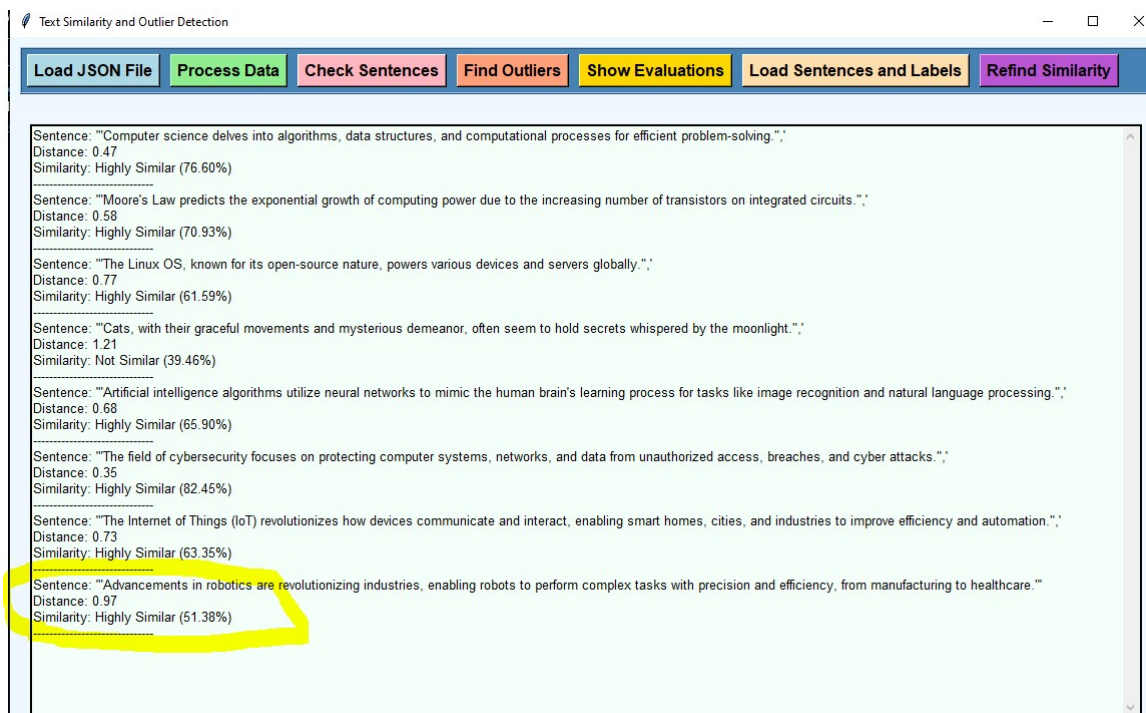 Text Similarity and Outlier Detection
Load JSON File Process Data Check Sentences Find Outliers Show Evaluations Load Sentences and Labels Refind Similarity
Sentence: '"Computer science delves into algorithms, data structures, and computational processes for efficient problem-solving.",'
Distance: 0.47
Similarity: Highly Similar (76.60%)
------------------------------
Sentence: '"Moore's Law predicts the exponential growth of computing power due to the increasing number of transistors on integrated circuits.",'
Distance: 0.58
Similarity: Highly Similar (70.93%)
------------------------------
Sentence: '"The Linux OS, known for its open-source nature, powers various devices and servers globally.",'
Distance: 0.77
Similarity: Highly Similar (61.59%)
------------------------------
Sentence: '"Cats, with their graceful movements and mysterious demeanor, often seem to hold secrets whispered by the moonlight.",'
Distance: 1.21
Similarity: Not Similar (39.46%)
------------------------------
Sentence: '"Artificial intelligence algorithms utilize neural networks to mimic the human brain's learning process for tasks like image recognition and natural language processing.",'
Distance: 0.68
Similarity: Highly Similar (65.90%)
------------------------------
Sentence: '"The field of cybersecurity focuses on protecting computer systems, networks, and data from unauthorized access, breaches, and cyber attacks.",'
Distance: 0.35
Similarity: Highly Similar (82.45%)
------------------------------
Sentence: '"The Internet of Things (IoT) revolutionizes how devices communicate and interact, enabling smart homes, cities, and industries to improve efficiency and automation.",'
Distance: 0.73
Similarity: Highly Similar (63.35%)
------------------------------
Sentence: '"Advancements in robotics are revolutionizing industries, enabling robots to perform complex tasks with precision and efficiency, from manufacturing to healthcare."'
Distance: 0.97
Similarity: Highly Similar (51.38%)
------------------------------